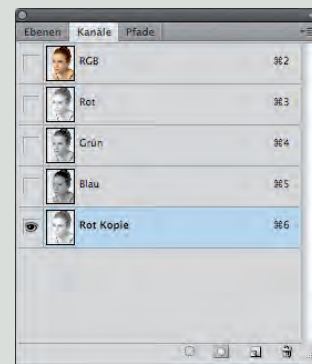 Ebenen Kanäle Pfade
RGB ⌘2
Rot ⌘3
Grün ⌘4
Blau ⌘5
Rot Kopie ⌘6